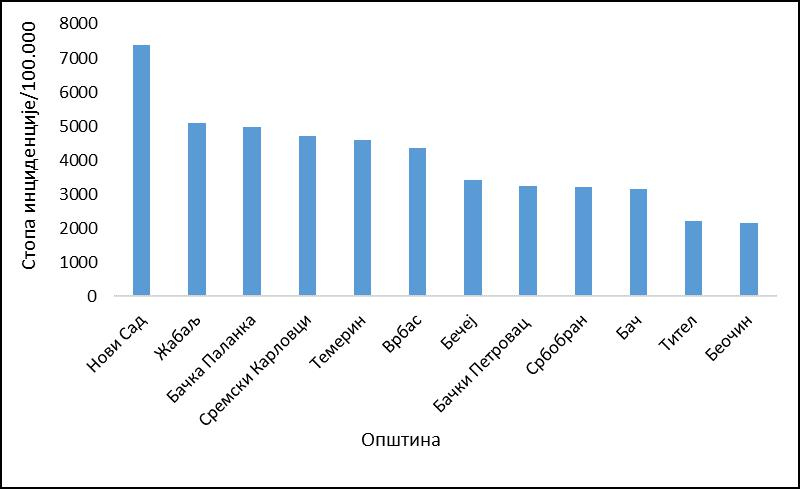 Стопа инциденције/100.000
8000
7000
6000
5000
4000
3000
2000
1000
0
Нови Сад
Жабаљ
Бачка Паланка
Сремски Карловци
Темерин
Врбас
Бечеј
Бачки Петровац
Србобран
Бач
Тител
Беочин
Општина